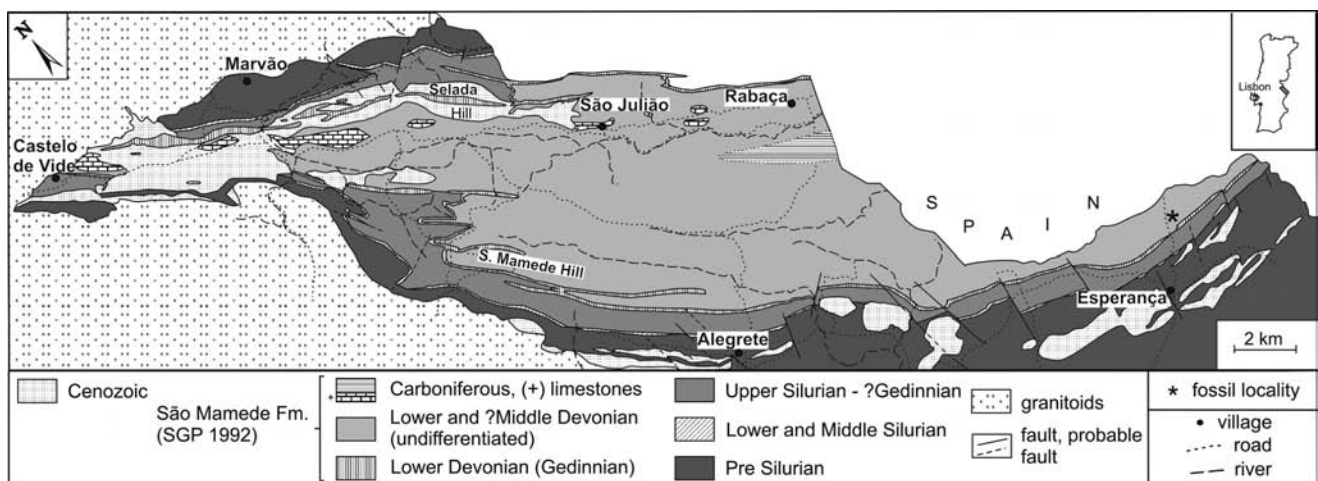 N
Marvão
Selada
Hill
São Julião
Rabaça
Lisbon
Castelo
de Vide
S P A I N
S. Mamede Hill
Esperança
Alegrete
2 km
Cenozoic
São Mamede Fm.
(SGP 1992)
+
Carboniferous, (+) limestones
Lower and ?Middle Devonian
(undifferentiated)
Lower Devonian (Gedinnian)
Upper Silurian - ?Gedinnian
Lower and Middle Silurian
Pre Silurian
granitoids
fault, probable
fault
* fossil locality
village
road
river